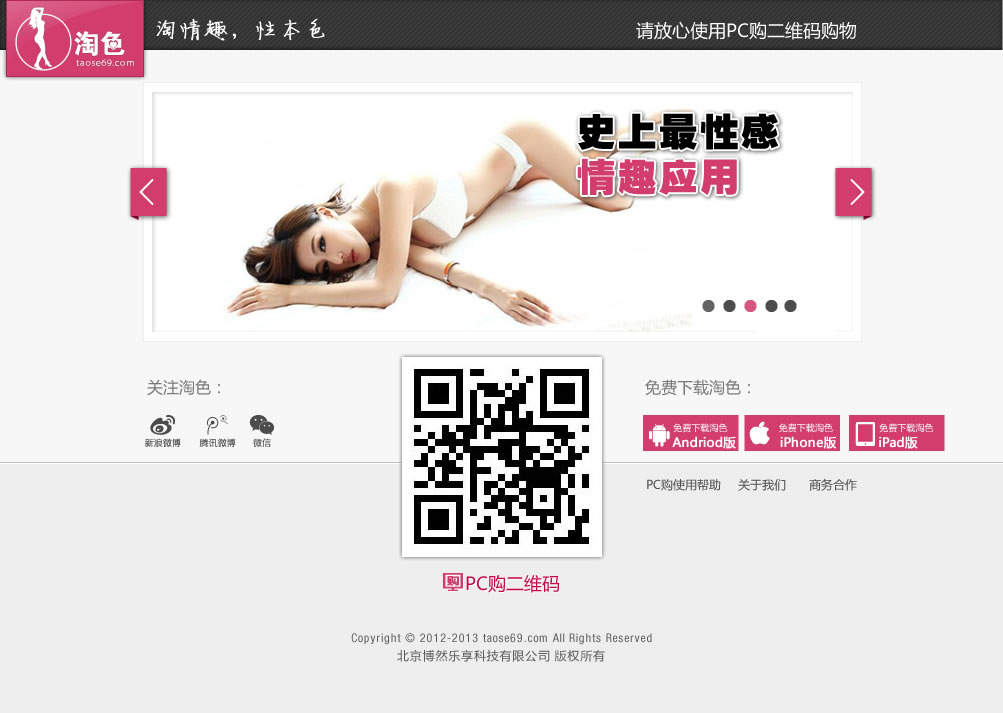 淘色
taose69.com
淘情趣，性本色
请放心使用PC购二维码购物
史上最性感
情趣应用
关注淘色：
新浪微博
腾讯微博
微信
免费下载淘色：
免费下载淘色
Andriod版
免费下载淘色
iPhone版
免费下载淘色
iPad版
PC购使用帮助 关于我们 商务合作
购PC购二维码
Copyright © 2012-2013 taose69.com All Rights Reserved
北京博然乐享科技有限公司 版权所有